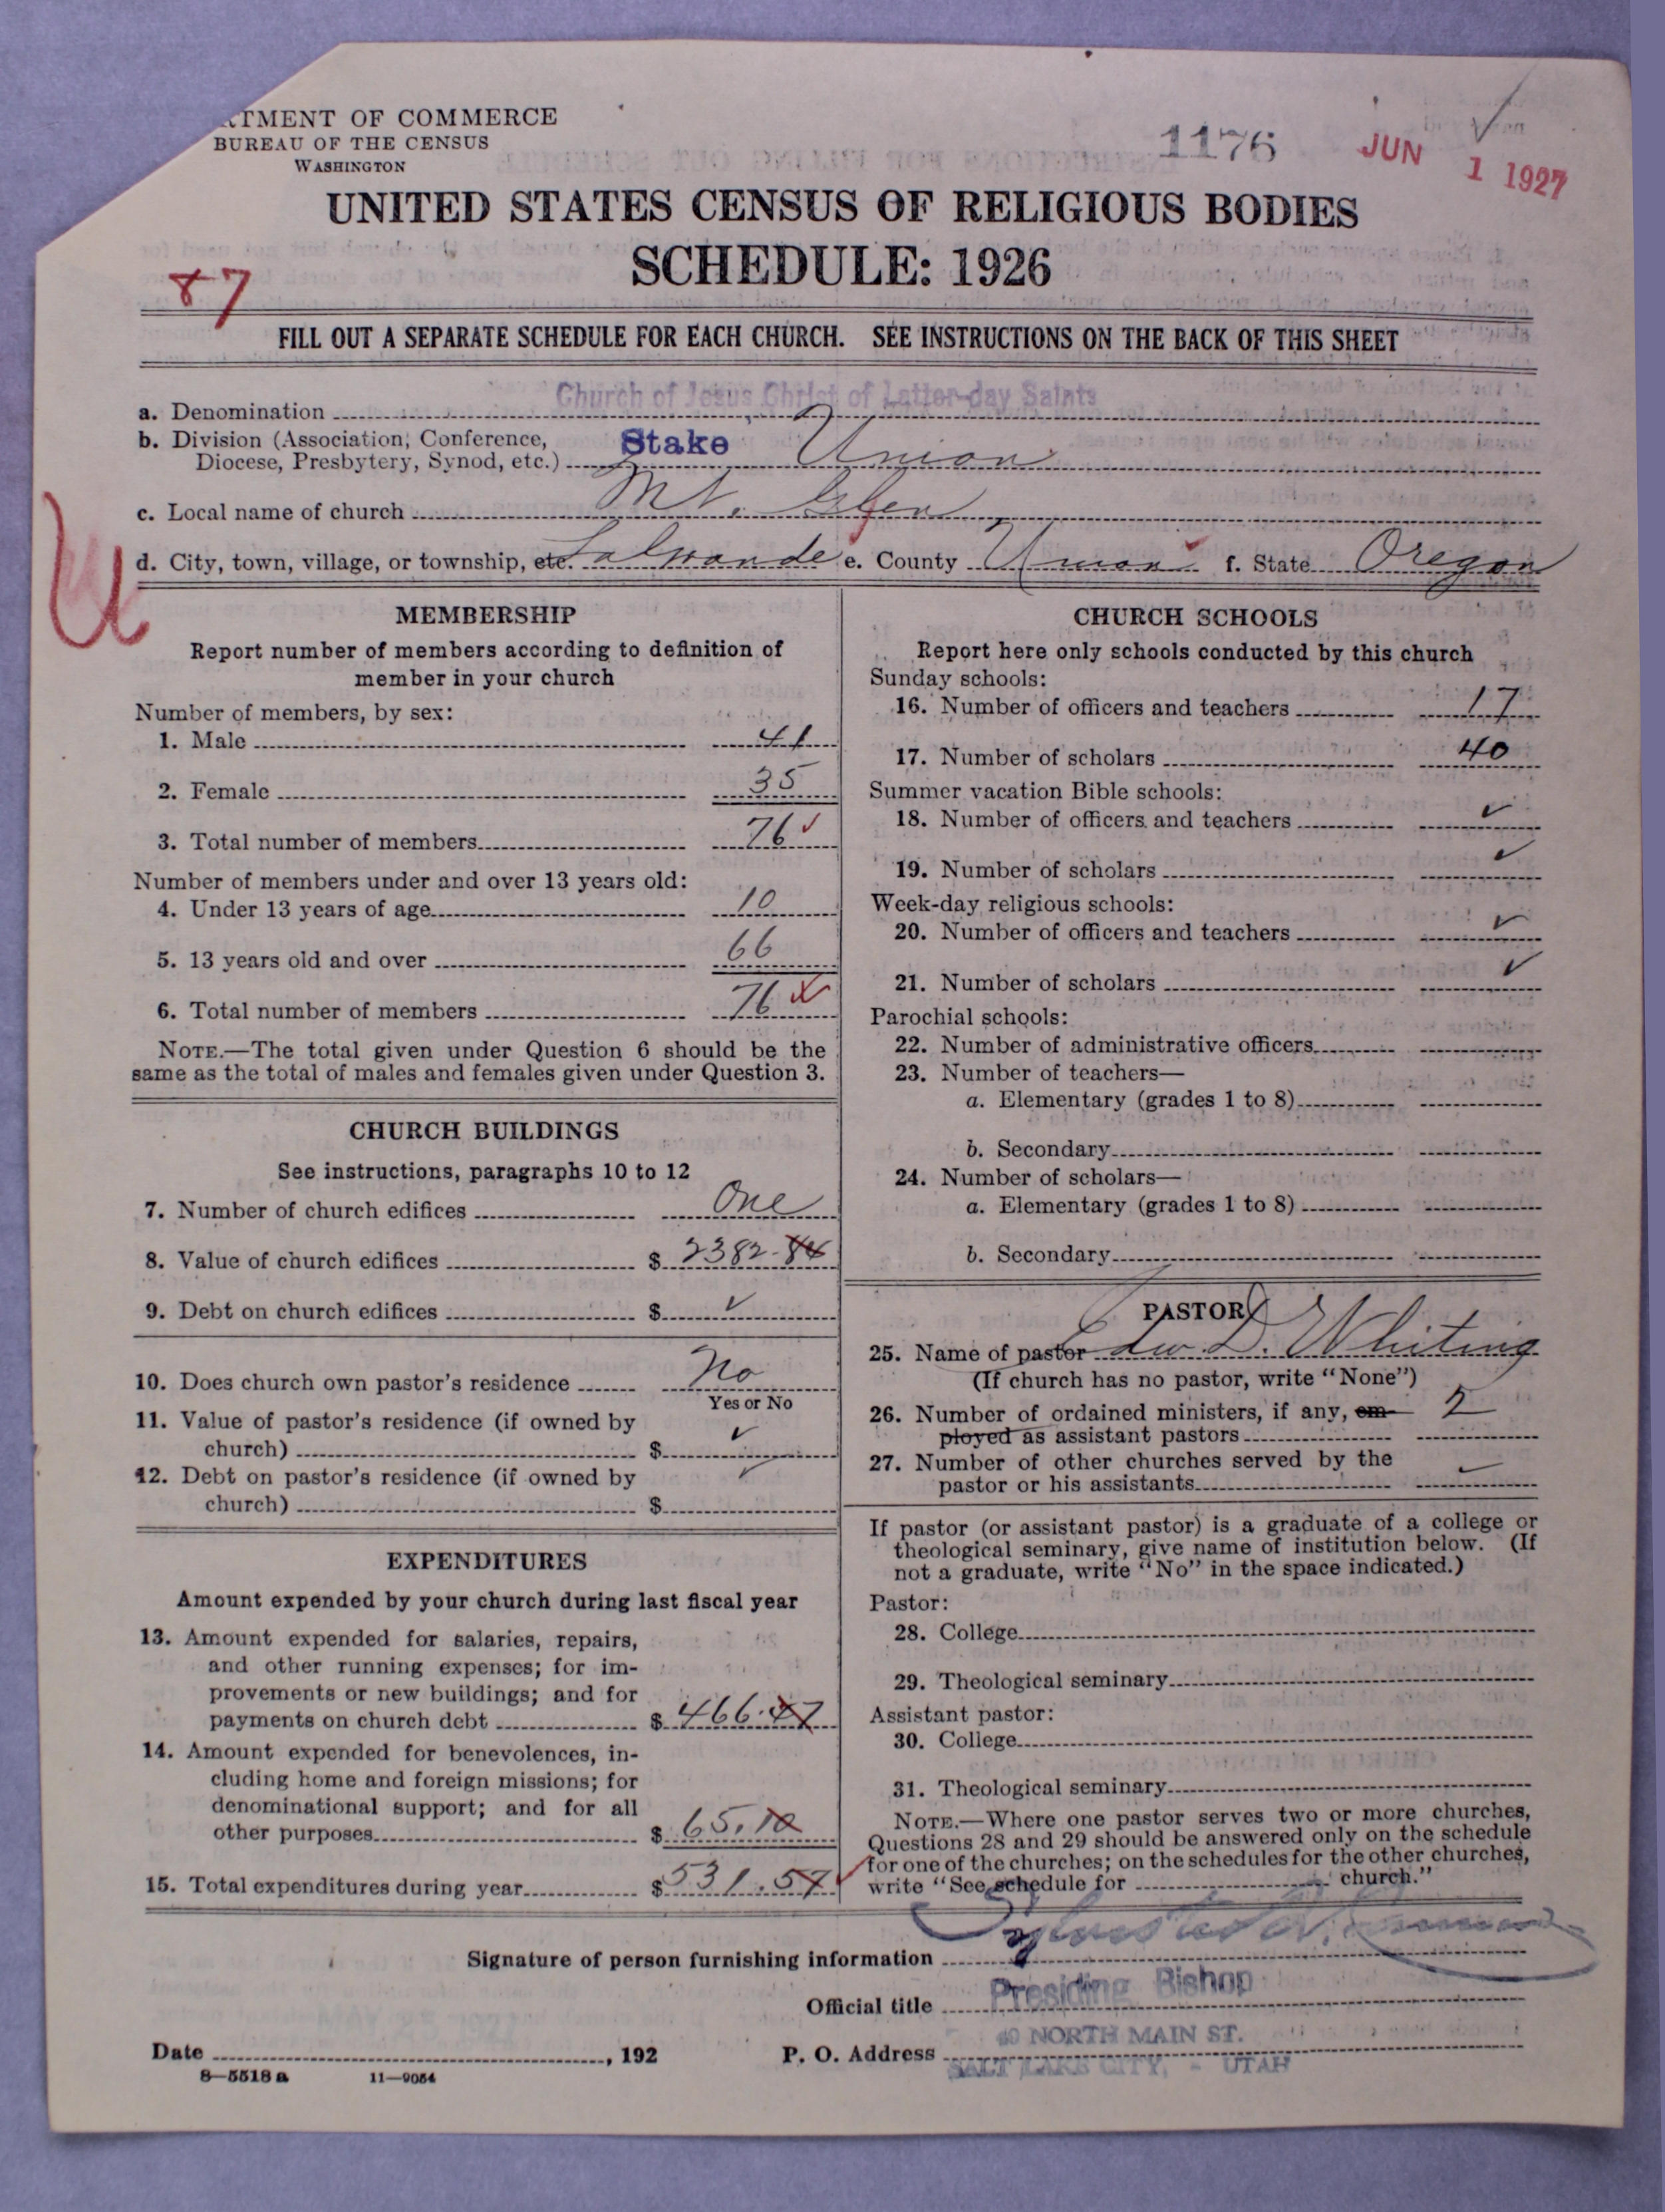 RTMENT OF COMMERCE
BUREAU OF THE CENSUS
WASHINGTON
1176
JUN 1 1927
UNITED STATES CENSUS OF RELIGIOUS BODIES
SCHEDULE: 1926
87
FILL OUT A SEPARATE SCHEDULE FOR EACH CHURCH. SEE INSTRUCTIONS ON THE BACK OF THIS SHEET
a. Denomination Church of Jesus Christ of Latter-day Saints
b. Division (Association, Conference, Diocese, Presbytery, Synod, etc.) Stake Union
c. Local name of church Mt. Glen
d. City, town, village, or township, etc. LaGrande e. County Union f. State Oregon
MEMBERSHIP
Report number of members according to definition of
member in your church
Number of members, by sex:
1. Male 41
2. Female 35
3. Total number of members 76
Number of members under and over 13 years old:
4. Under 13 years of age 10
5. 13 years old and over 66
6. Total number of members 76
NOTE.—The total given under Question 6 should be the
same as the total of males and females given under Question 3.
CHURCH BUILDINGS
See instructions, paragraphs 10 to 12
7. Number of church edifices One
8. Value of church edifices $ 2382.84
9. Debt on church edifices $ ✓
10. Does church own pastor's residence No
Yes or No
11. Value of pastor's residence (if owned by
church) $ ✓
12. Debt on pastor's residence (if owned by
church) $ ✓
EXPENDITURES
Amount expended by your church during last fiscal year
13. Amount expended for salaries, repairs,
and other running expenses; for im-
provements or new buildings; and for
payments on church debt $ 466.47
14. Amount expended for benevolences, in-
cluding home and foreign missions; for
denominational support; and for all
other purposes $ 65.10
15. Total expenditures during year $ 531.57
CHURCH SCHOOLS
Report here only schools conducted by this church
Sunday schools:
16. Number of officers and teachers 17
17. Number of scholars 40
Summer vacation Bible schools:
18. Number of officers and teachers ✓
19. Number of scholars ✓
Week-day religious schools:
20. Number of officers and teachers ✓
21. Number of scholars ✓
Parochial schools:
22. Number of administrative officers
23. Number of teachers—
a. Elementary (grades 1 to 8)
b. Secondary
24. Number of scholars—
a. Elementary (grades 1 to 8)
b. Secondary
PASTOR
25. Name of pastor Edw. D. Whiting
(If church has no pastor, write "None")
26. Number of ordained ministers, if any, em-
ployed as assistant pastors 2
27. Number of other churches served by the
pastor or his assistants ✓
If pastor (or assistant pastor) is a graduate of a college or
theological seminary, give name of institution below. (If
not a graduate, write "No" in the space indicated.)
Pastor:
28. College
29. Theological seminary
Assistant pastor:
30. College
31. Theological seminary
NOTE.—Where one pastor serves two or more churches,
Questions 28 and 29 should be answered only on the schedule
for one of the churches; on the schedules for the other churches,
write "See schedule for church."
Signature of person furnishing information
Official title Presiding Bishop
Date , 192
P. O. Address 40 NORTH MAIN ST.
SALT LAKE CITY, - UTAH
8—5518 a 11—9054